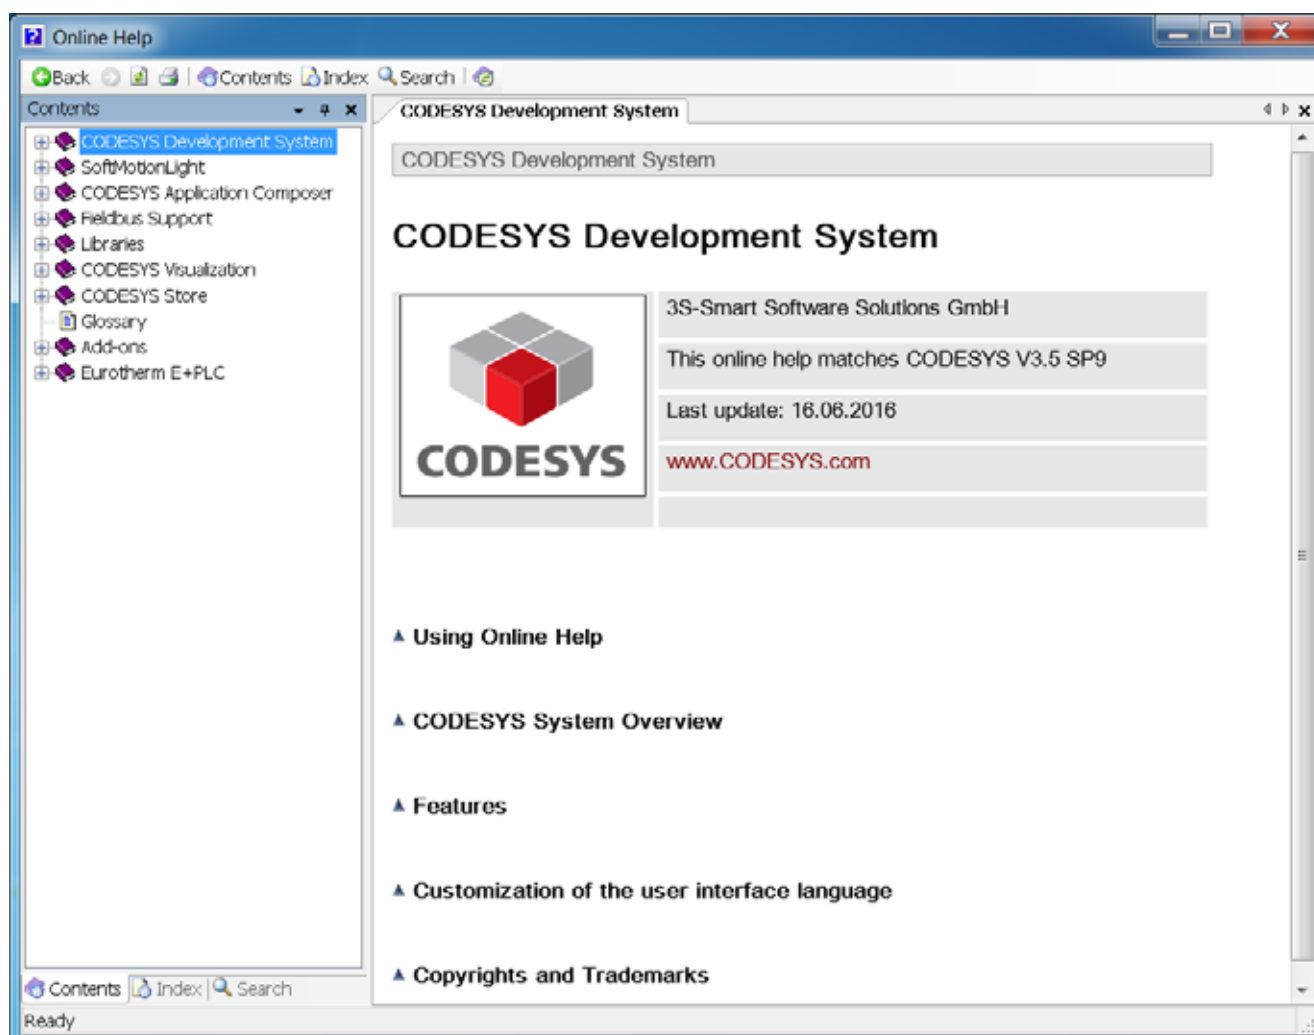 Online Help
Back Contents Index Search
Contents
CODESYS Development System
SoftMotionLight
CODESYS Application Composer
Fieldbus Support
Libraries
CODESYS Visualization
CODESYS Store
Glossary
Add-ons
Eurotherm E+PLC
Contents Index Search
Ready
CODESYS Development System
CODESYS Development System
CODESYS Development System
CODESYS
3S-Smart Software Solutions GmbH
This online help matches CODESYS V3.5 SP9
Last update: 16.06.2016
www.CODESYS.com
Using Online Help
CODESYS System Overview
Features
Customization of the user interface language
Copyrights and Trademarks